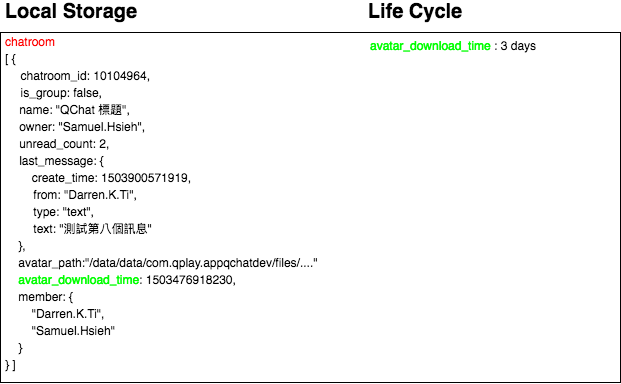 Local Storage
Life Cycle
chatroom
[ {
chatroom_id: 10104964,
is_group: false,
name: "QChat 標題",
owner: "Samuel.Hsieh",
unread_count: 2,
last_message: {
create_time: 1503900571919,
from: "Darren.K.Ti",
type: "text",
text: "測試第八個訊息"
},
avatar_path:"/data/data/com.qplay.appqchatdev/files/...."
avatar_download_time: 1503476918230,
member: {
"Darren.K.Ti",
"Samuel.Hsieh"
}
} ]
avatar_download_time : 3 days